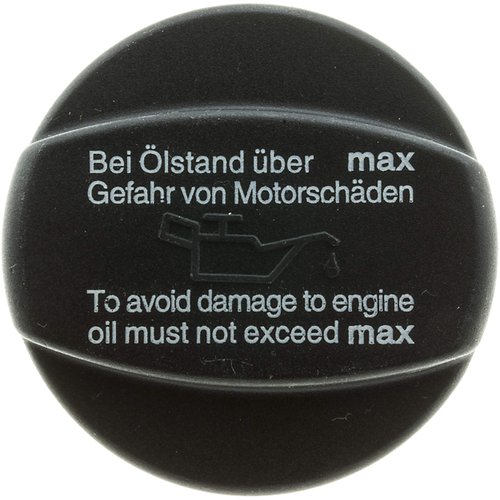 Bei Ölstand über max
Gefahr von Motorschäden
To avoid damage to engine
oil must not exceed max